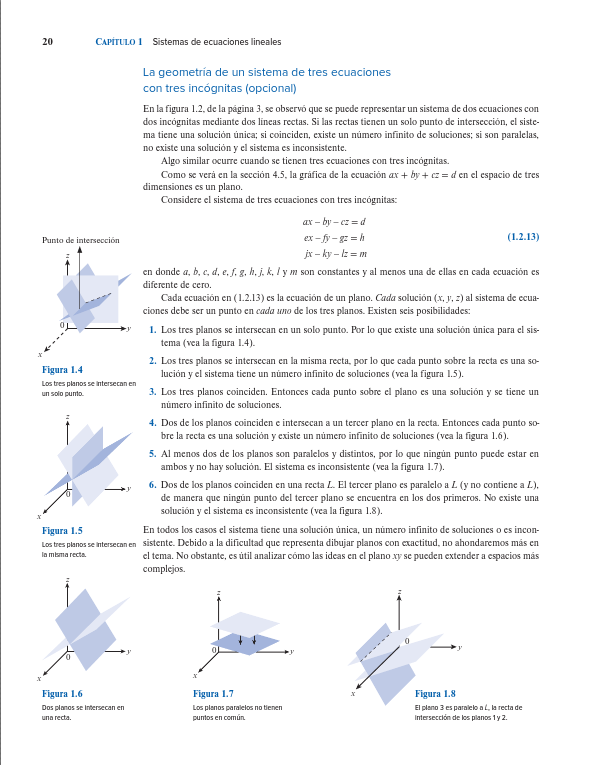 20 CAPÍTULO 1 Sistemas de ecuaciones lineales
La geometría de un sistema de tres ecuaciones
con tres incógnitas (opcional)
En la figura 1.2, de la página 3, se observó que se puede representar un sistema de dos ecuaciones con
dos incógnitas mediante dos líneas rectas. Si las rectas tienen un solo punto de intersección, el siste-
ma tiene una solución única; si coinciden, existe un número infinito de soluciones; si son paralelas,
no existe una solución y el sistema es inconsistente.
Algo similar ocurre cuando se tienen tres ecuaciones con tres incógnitas.
Como se verá en la sección 4.5, la gráfica de la ecuación ax + by + cz = d en el espacio de tres
dimensiones es un plano.
Considere el sistema de tres ecuaciones con tres incógnitas:
ax – by – cz = d
ex – fy – gz = h
jx – ky – lz = m
(1.2.13)
en donde a, b, c, d, e, f, g, h, j, k, l y m son constantes y al menos una de ellas en cada ecuación es
diferente de cero.
Cada ecuación en (1.2.13) es la ecuación de un plano. Cada solución (x, y, z) al sistema de ecua-
ciones debe ser un punto en cada uno de los tres planos. Existen seis posibilidades:
1. Los tres planos se intersecan en un solo punto. Por lo que existe una solución única para el sis-
tema (vea la figura 1.4).
2. Los tres planos se intersecan en la misma recta, por lo que cada punto sobre la recta es una so-
lución y el sistema tiene un número infinito de soluciones (vea la figura 1.5).
3. Los tres planos coinciden. Entonces cada punto sobre el plano es una solución y se tiene un
número infinito de soluciones.
4. Dos de los planos coinciden e intersecan a un tercer plano en la recta. Entonces cada punto so-
bre la recta es una solución y existe un número infinito de soluciones (vea la figura 1.6).
5. Al menos dos de los planos son paralelos y distintos, por lo que ningún punto puede estar en
ambos y no hay solución. El sistema es inconsistente (vea la figura 1.7).
6. Dos de los planos coinciden en una recta L. El tercer plano es paralelo a L (y no contiene a L),
de manera que ningún punto del tercer plano se encuentra en los dos primeros. No existe una
solución y el sistema es inconsistente (vea la figura 1.8).
En todos los casos el sistema tiene una solución única, un número infinito de soluciones o es incon-
sistente. Debido a la dificultad que representa dibujar planos con exactitud, no ahondaremos más en
el tema. No obstante, es útil analizar cómo las ideas en el plano xy se pueden extender a espacios más
complejos.
Punto de intersección
z
0
y
x
Figura 1.4
Los tres planos se intersecan en
un solo punto.
z
0
y
x
Figura 1.5
Los tres planos se intersecan en
la misma recta.
z
0
y
x
Figura 1.6
Dos planos se intersecan en
una recta.
z
0
y
x
Figura 1.7
Los planos paralelos no tienen
puntos en común.
z
0
y
x
Figura 1.8
El plano 3 es paralelo a L, la recta de
intersección de los planos 1 y 2.